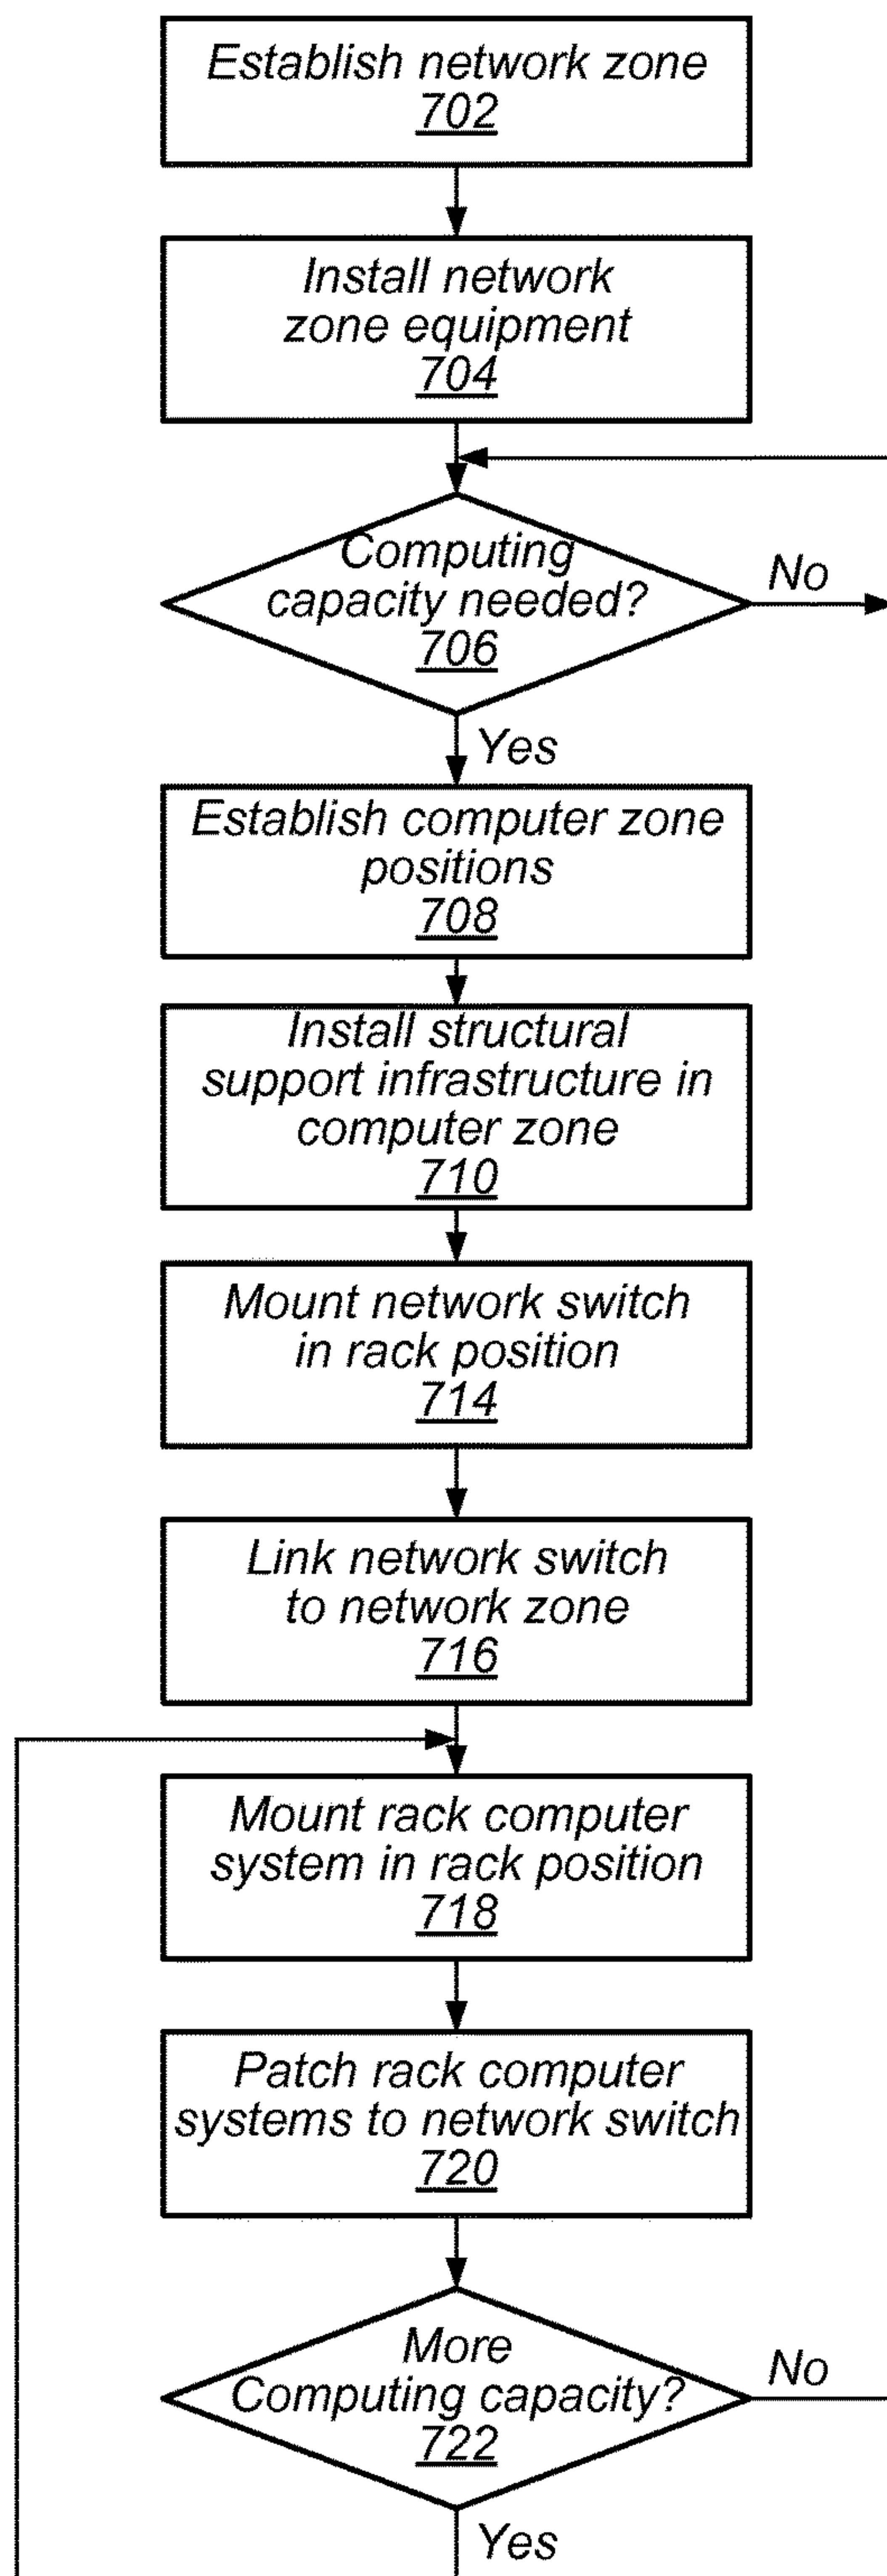 Establish network zone
702
Install network
zone equipment
704
Computing
capacity needed?
706
No
Yes
Establish computer zone
positions
708
Install structural
support infrastructure in
computer zone
710
Mount network switch
in rack position
714
Link network switch
to network zone
716
Mount rack computer
system in rack position
718
Patch rack computer
systems to network switch
720
More
Computing capacity?
722
No
Yes